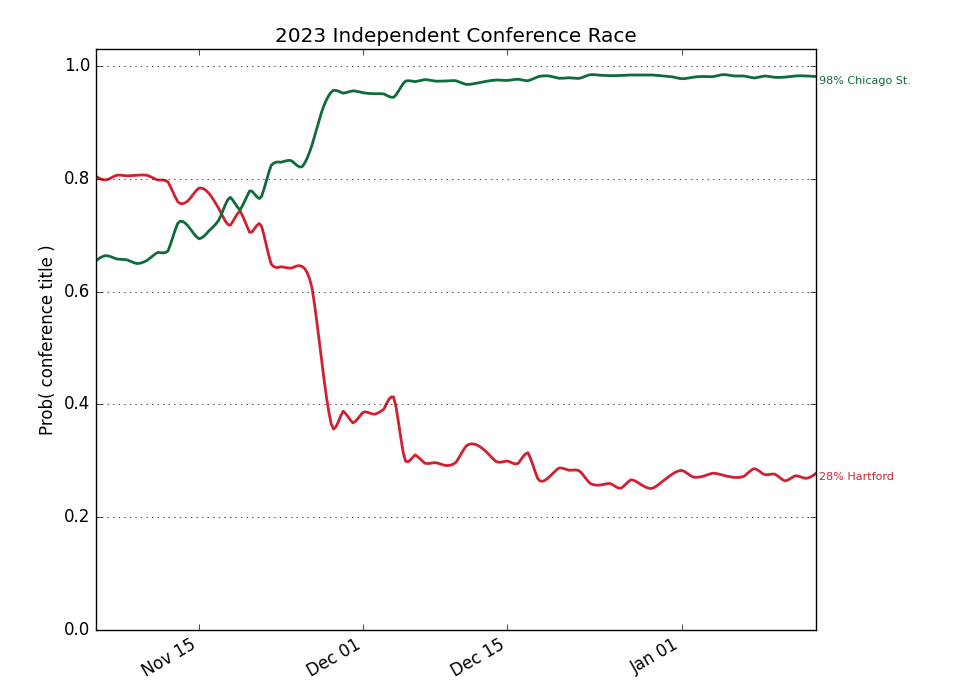 2023 Independent Conference Race
Prob( conference title )
1.0
0.8
0.6
0.4
0.2
0.0
Nov 15
Dec 01
Dec 15
Jan 01
98% Chicago St.
28% Hartford